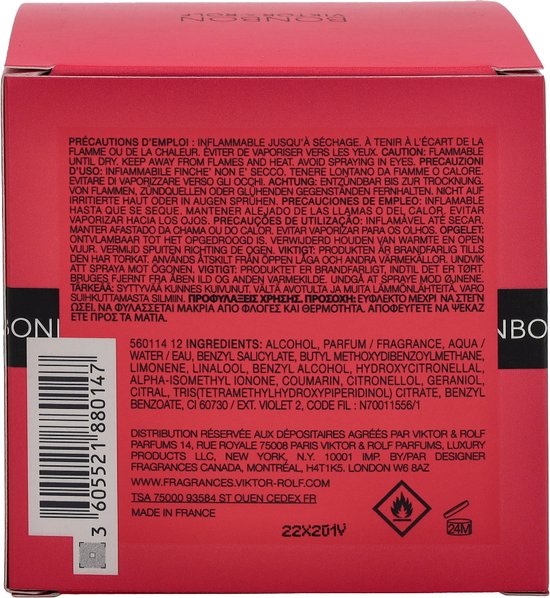 BONBON
VIKTOR&ROLF
PRÉCAUTIONS D'EMPLOI : INFLAMMABLE JUSQU'À SÉCHAGE. À TENIR À L'ÉCART DE LA
FLAMME OU DE LA CHALEUR. ÉVITER DE VAPORISER VERS LES YEUX. CAUTION: FLAMMABLE
UNTIL DRY. KEEP AWAY FROM FLAMES AND HEAT. AVOID SPRAYING IN EYES. PRECAUZIONI
D'USO: INFIAMMABILE FINCHE' NON E' SECCO. TENERE LONTANO DA FIAMME O CALORE.
EVITARE DI VAPORIZZARE VERSO GLI OCCHI. ACHTUNG: ENTZÜNDBAR BIS ZUR TROCKNUNG.
VON FLAMMEN, ZÜNDQUELLEN ODER GLÜHENDEN GEGENSTÄNDEN FERNHALTEN. NICHT AUF
IRRITIERTE HAUT ODER IN AUGEN SPRÜHEN. PRECAUCIONES DE EMPLEO: INFLAMABLE
HASTA QUE SE SEQUE. MANTENER ALEJADO DE LAS LLAMAS O DEL CALOR. EVITAR
VAPORIZAR HACIA LOS OJOS. PRECAUÇÕES DE UTILIZAÇÃO: INFLAMÁVEL ATÉ SECAR.
MANTER AFASTADO DA CHAMA OU DO CALOR. EVITAR VAPORIZAR PARA OS OLHOS. OPGELET:
ONTVLAMBAAR TOT HET OPGEDROOGD IS. VERWIJDERD HOUDEN VAN WARMTE EN OPEN
VUUR. VERMIJD SPUITEN RICHTING DE OGEN. VIKTIGT: PRODUKTEN ÄR BRANDFARLIG TILLS
DEN HAR TORKAT. ANVÄNDS ÅTSKILT FRÅN ÖPPEN LÅGA OCH ANDRA VÄRMEKÄLLOR. UNDVIK
ATT SPRAYA MOT ÖGONEN. VIGTIGT: PRODUKTET ER BRANDFARLIGT, INDTIL DET ER TØRT.
BRUGES FJERNT FRA ÅBEN ILD OG ANDEN VARMEKILDE. UNDGÅ AT SPRAYE MOD ØJNENE.
TÄRKEÄÄ: SYTTYVÄÄ KUNNES KUIVUNUT. VÄLTÄ AVOTULTA JA MUITA LÄMMÖNLÄHTEITÄ. VARO
SUIHKUTTAMASTA SILMIIN. ΠΡΟΦΥΛΑΞΕΙΣ ΧΡΗΣΗΣ. ΠΡΟΣΟΧΗ: ΕΥΦΛΕΚΤΟ ΜΕΧΡΙ ΝΑ ΣΤΕΓΝ
ΩΣΕΙ. ΝΑ ΦΥΛΑΣΣΕΤΑΙ ΜΑΚΡΙΑ ΑΠΟ ΦΛΟΓΕΣ ΚΑΙ ΘΕΡΜΟΤΗΤΑ. ΑΠΟΦΕΥΓΕΤΕ ΝΑ ΨΕΚΑΖ
ΕΤΕ ΠΡΟΣ ΤΑ ΜΑΤΙΑ.
BONB
NBON
560114 12 INGREDIENTS: ALCOHOL, PARFUM / FRAGRANCE, AQUA /
WATER / EAU, BENZYL SALICYLATE, BUTYL METHOXYDIBENZOYLMETHANE,
LIMONENE, LINALOOL, BENZYL ALCOHOL, HYDROXYCITRONELLAL,
ALPHA-ISOMETHYL IONONE, COUMARIN, CITRONELLOL, GERANIOL,
CITRAL, TRIS(TETRAMETHYLHYDROXYPIPERIDINOL) CITRATE, BENZYL
BENZOATE, CI 60730 / EXT. VIOLET 2, CODE FIL : N70011556/1
DISTRIBUTION RÉSERVÉE AUX DÉPOSITAIRES AGRÉÉS PAR VIKTOR & ROLF
PARFUMS 14, RUE ROYALE 75008 PARIS VIKTOR & ROLF PARFUMS, LUXURY
PRODUCTS LLC, NEW YORK, N.Y. 10001 IMP. BY/PAR DESIGNER
FRAGRANCES CANADA, MONTRÉAL, H4T1K5. LONDON W6 8AZ
WWW.FRAGRANCES.VIKTOR-ROLF.COM
TSA 75000 93584 ST OUEN CEDEX FR
MADE IN FRANCE
3 605521 880147
22X201Y
24M